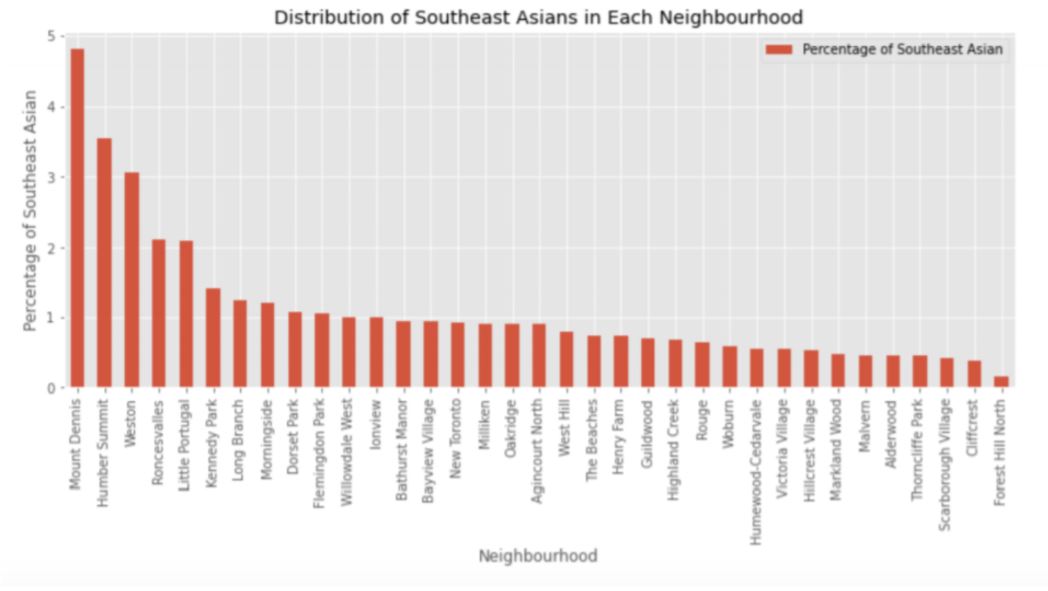 Distribution of Southeast Asians in Each Neighbourhood
Percentage of Southeast Asian
Percentage of Southeast Asian
5
4
3
2
1
0
Mount Dennis
Humber Summit
Weston
Roncesvalles
Little Portugal
Kennedy Park
Long Branch
Morningside
Dorset Park
Flemingdon Park
Willowdale West
Ionview
Bathurst Manor
Bayview Village
New Toronto
Milliken
Oakridge
Agincourt North
West Hill
The Beaches
Henry Farm
Guildwood
Highland Creek
Rouge
Woburn
Humewood-Cedarvale
Victoria Village
Hillcrest Village
Markland Wood
Malvern
Alderwood
Thorncliffe Park
Scarborough Village
Cliffcrest
Forest Hill North
Neighbourhood